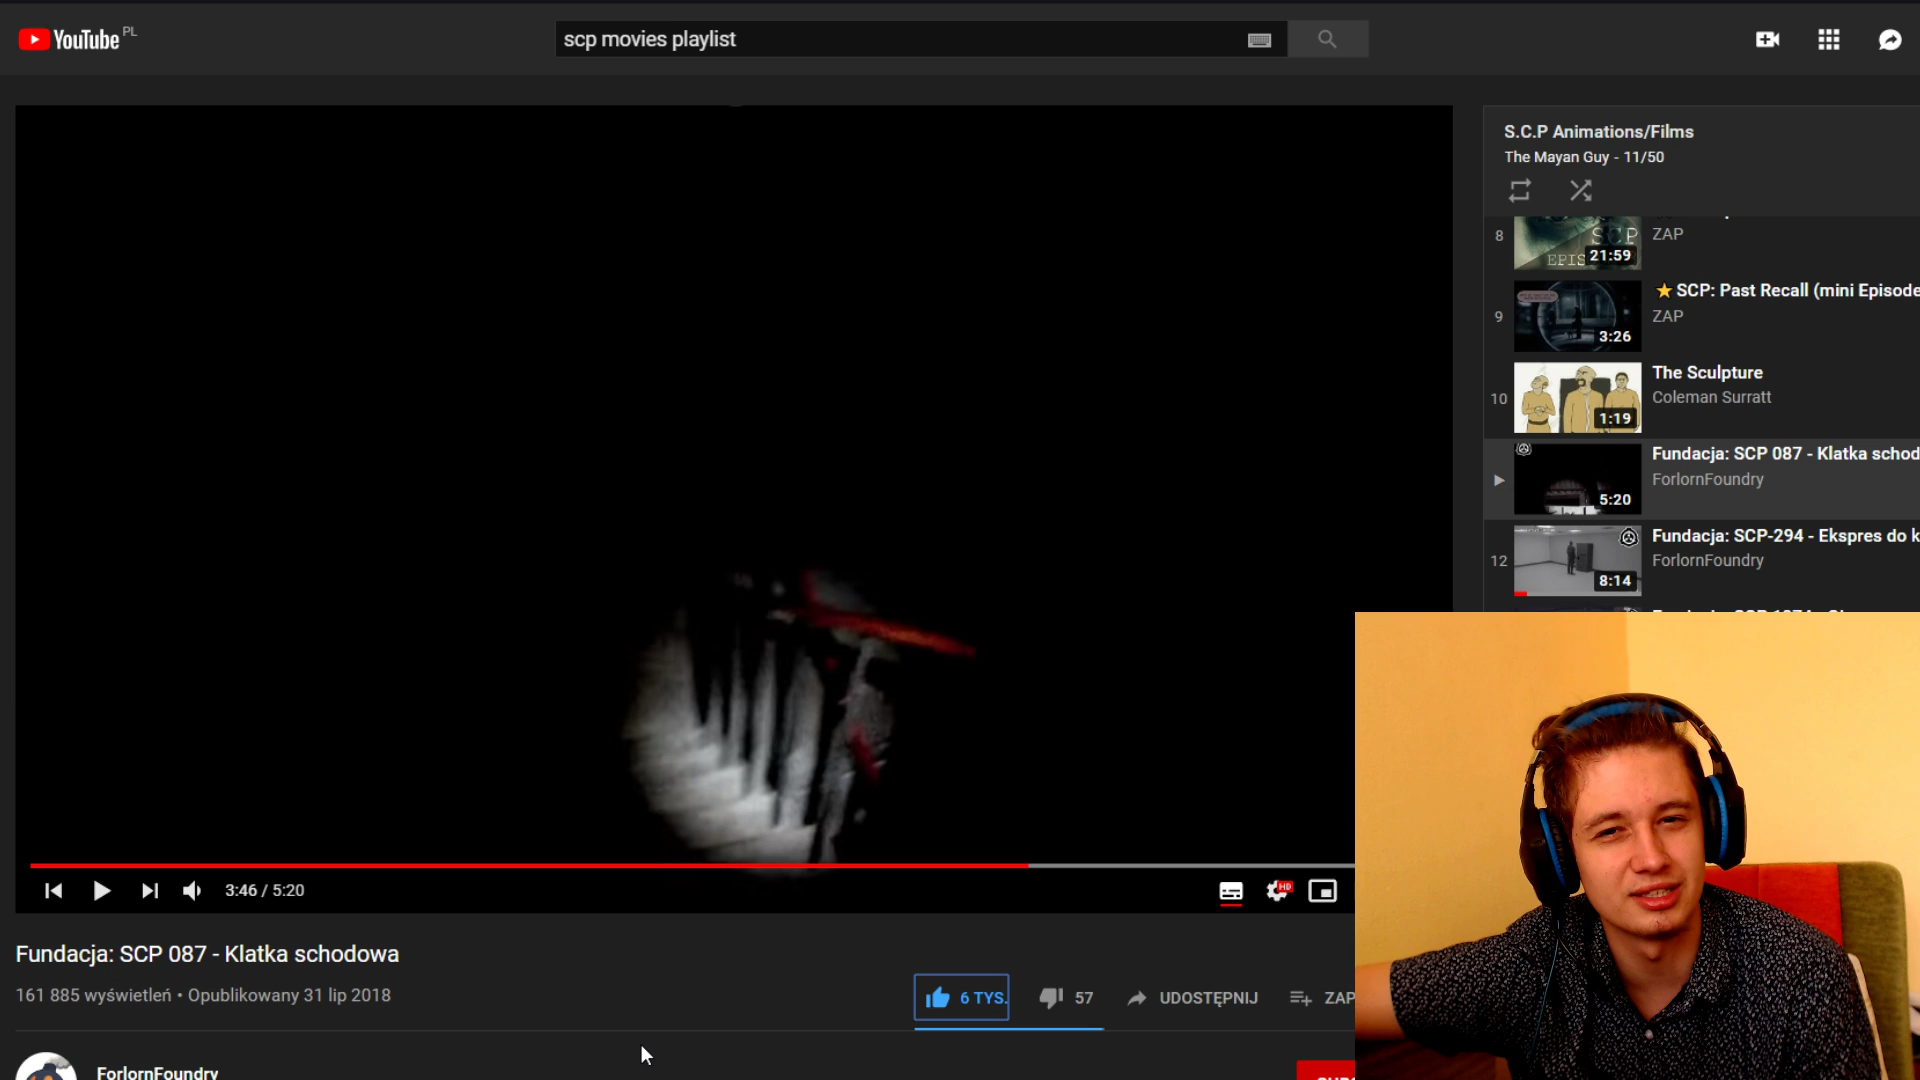 YouTube PL
scp movies playlist
S.C.P Animations/Films
The Mayan Guy - 11/50
8
SCP
EPIS
21:59
ZAP
9
3:26
⭐SCP: Past Recall (mini Episode
ZAP
10
1:19
The Sculpture
Coleman Surratt
5:20
Fundacja: SCP 087 - Klatka schod
ForlornFoundry
12
8:14
Fundacja: SCP-294 - Ekspres do k
ForlornFoundry
3:46 / 5:20
HD
Fundacja: SCP 087 - Klatka schodowa
161 885 wyświetleń • Opublikowany 31 lip 2018
6 TYS.
57
UDOSTĘPNIJ
ZAP
ForlornFoundry